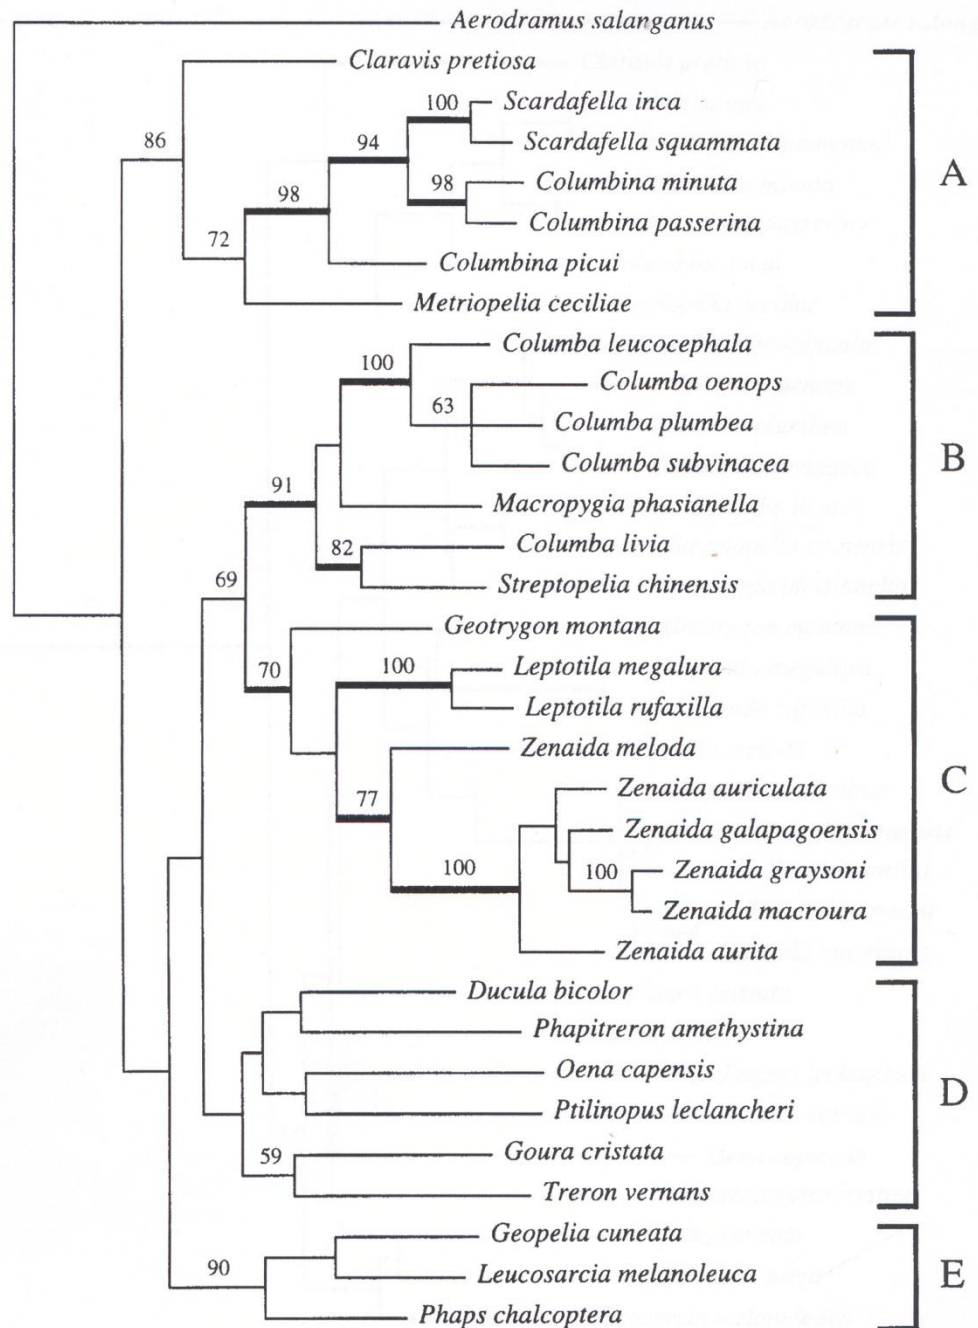 Aerodramus salanganus
Claravis pretiosa
100 Scardafella inca
86 94 Scardafella squammata
98 98 Columbina minuta
A
Columbina passerina
72 Columbina picui
Metriopelia ceciliae
100 Columba leucocephala
Columba oenops
63 Columba plumbea
B
91 Columba subvinacea
Macropygia phasianella
82 Columba livia
69 Streptopelia chinensis
Geotrygon montana
70 100 Leptotila megalura
Leptotila rufaxilla
Zenaida meloda
C
77 Zenaida auriculata
Zenaida galapagoensis
100 100 Zenaida graysoni
Zenaida macroura
Zenaida aurita
Ducula bicolor
Phapitreron amethystina
Oena capensis
D
Ptilinopus leclancheri
59 Goura cristata
Treron vernans
Geopelia cuneata
90 Leucosarcia melanoleuca
E
Phaps chalcoptera